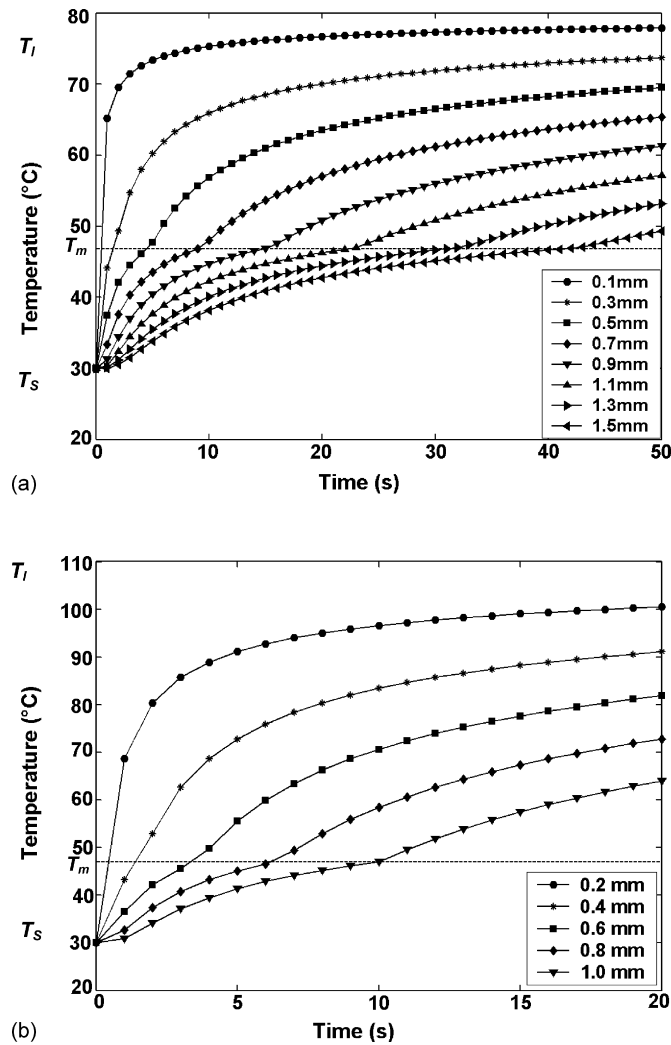 80
T_l
70
60
Temperature (°C)
50
T_m
40
30
T_S
20
0
10
20
30
40
50
Time (s)
0.1mm
0.3mm
0.5mm
0.7mm
0.9mm
1.1mm
1.3mm
1.5mm
(a)
110
T_l
100
90
80
Temperature (°C)
70
60
50
T_m
40
T_S
30
20
0
5
10
15
20
Time (s)
0.2 mm
0.4 mm
0.6 mm
0.8 mm
1.0 mm
(b)